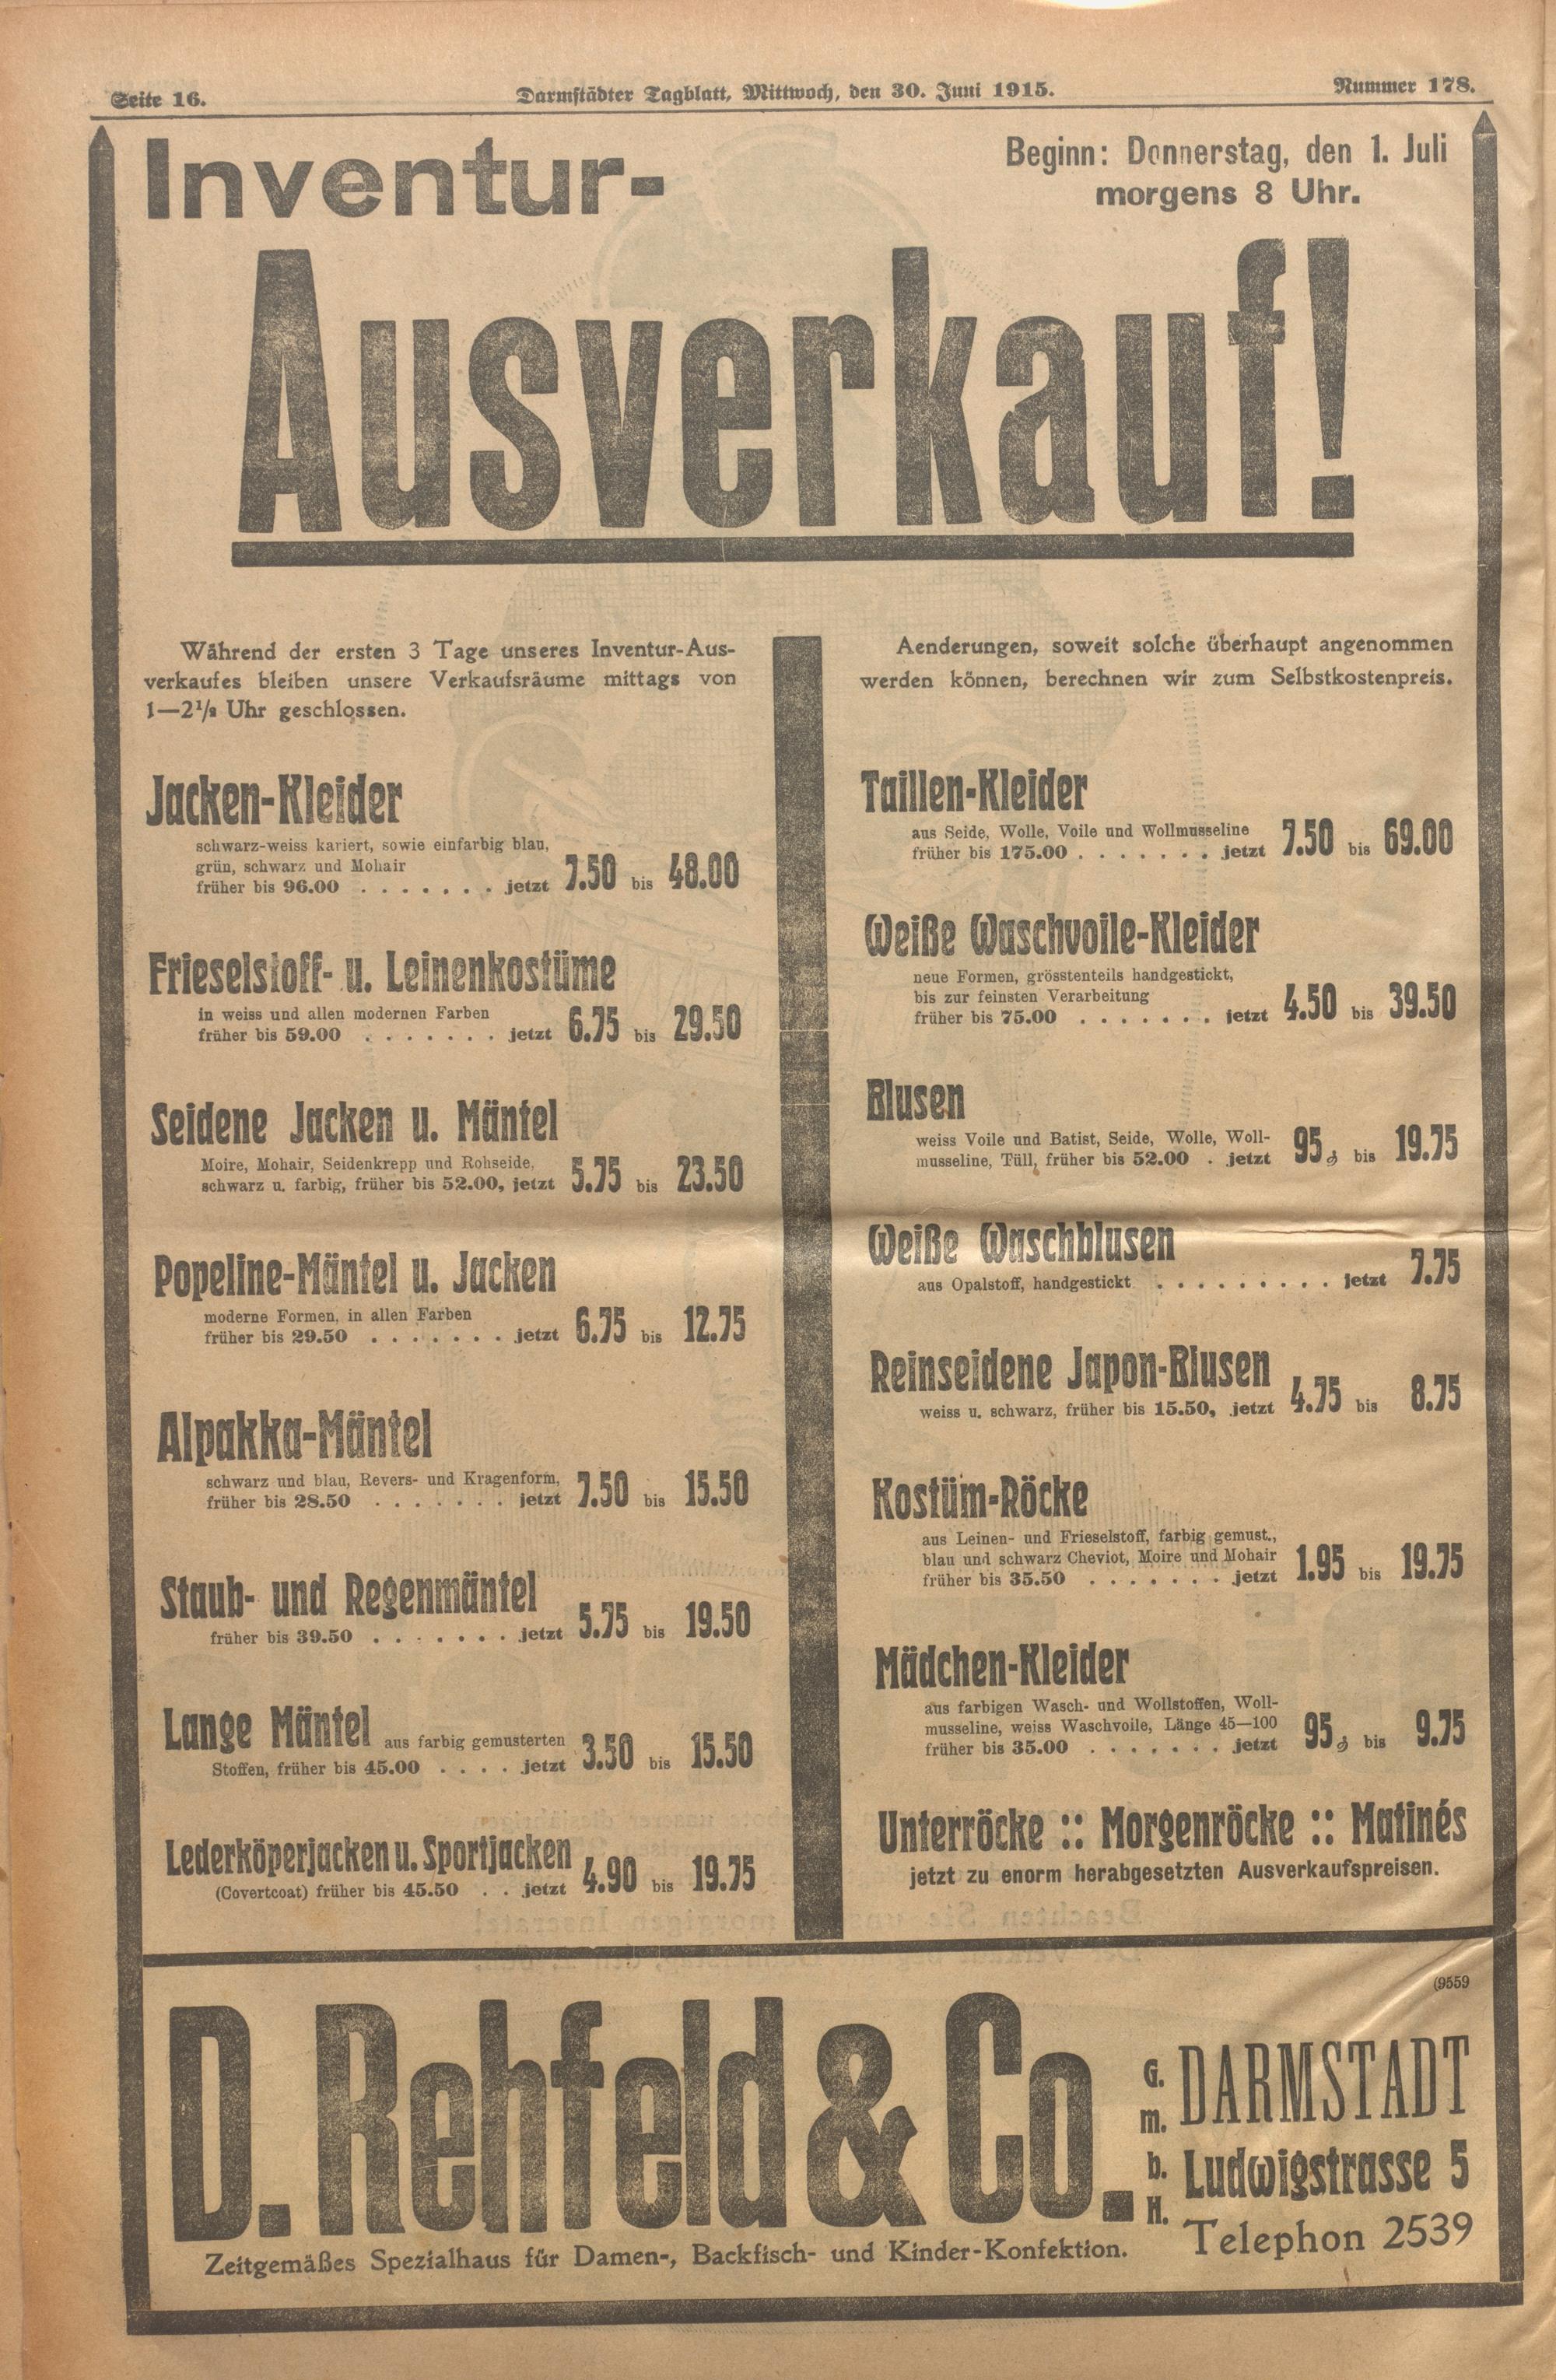 Seite 16.
Darmstädter Tagblatt, Mittwoch, den 30. Juni 1915.
Nummer 178.
Inventur-
Beginn: Donnerstag, den 1. Juli
morgens 8 Uhr.
Ausverkauf!
Während der ersten 3 Tage unseres Inventur-Aus-
verkaufes bleiben unsere Verkaufsräume mittags von
1—2½ Uhr geschlossen.
Jacken-Kleider
schwarz-weiss kariert, sowie einfarbig blau,
grün, schwarz und Mohair
früher bis 96.00 . . . . . . . jetzt 7.50 bis 48.00
Frieselstoff- u. Leinenkostüme
in weiss und allen modernen Farben
früher bis 59.00 . . . . . . . jetzt 6.75 bis 29.50
Seidene Jacken u. Mäntel
Moire, Mohair, Seidenkrepp und Rohseide,
schwarz u. farbig, früher bis 52.00, jetzt 5.75 bis 23.50
Popeline-Mäntel u. Jacken
moderne Formen, in allen Farben
früher bis 29.50 . . . . . . . jetzt 6.75 bis 12.75
Alpakka-Mäntel
schwarz und blau, Revers- und Kragenform,
früher bis 28.50 . . . . . . . jetzt 7.50 bis 15.50
Staub- und Regenmäntel
früher bis 39.50 . . . . . . . jetzt 5.75 bis 19.50
Lange Mäntel aus farbig gemusterten
Stoffen, früher bis 45.00 . . . . jetzt 3.50 bis 15.50
Lederköperjacken u. Sportjacken
(Covertcoat) früher bis 45.50 . . jetzt 4.90 bis 19.75
Aenderungen, soweit solche überhaupt angenommen
werden können, berechnen wir zum Selbstkostenpreis.
Taillen-Kleider
aus Seide, Wolle, Voile und Wollmusseline
früher bis 175.00 . . . . . . . jetzt 7.50 bis 69.00
Weiße Waschvoile-Kleider
neue Formen, grösstenteils handgestickt,
bis zur feinsten Verarbeitung
früher bis 75.00 . . . . . . . jetzt 4.50 bis 39.50
Blusen
weiss Voile und Batist, Seide, Wolle, Woll-
musseline, Tüll, früher bis 52.00 . jetzt 95 ₰ bis 19.75
Weiße Waschblusen
aus Opalstoff, handgestickt . . . . . . . . . jetzt 7.75
Reinseidene Japon-Blusen
weiss u. schwarz, früher bis 15.50, jetzt 4.75 bis 8.75
Kostüm-Röcke
aus Leinen- und Frieselstoff, farbig gemust.,
blau und schwarz Cheviot, Moire und Mohair
früher bis 35.50 . . . . . . . jetzt 1.95 bis 19.75
Mädchen-Kleider
aus farbigen Wasch- und Wollstoffen, Woll-
musseline, weiss Waschvoile, Länge 45—100
früher bis 35.00 . . . . . . . jetzt 95 ₰ bis 9.75
Unterröcke :: Morgenröcke :: Matinés
jetzt zu enorm herabgesetzten Ausverkaufspreisen.
(9559
D. Rehfeld & Co. G. m. b. H.
DARMSTADT
Ludwigstrasse 5
Telephon 2539
Zeitgemäßes Spezialhaus für Damen-, Backfisch- und Kinder-Konfektion.